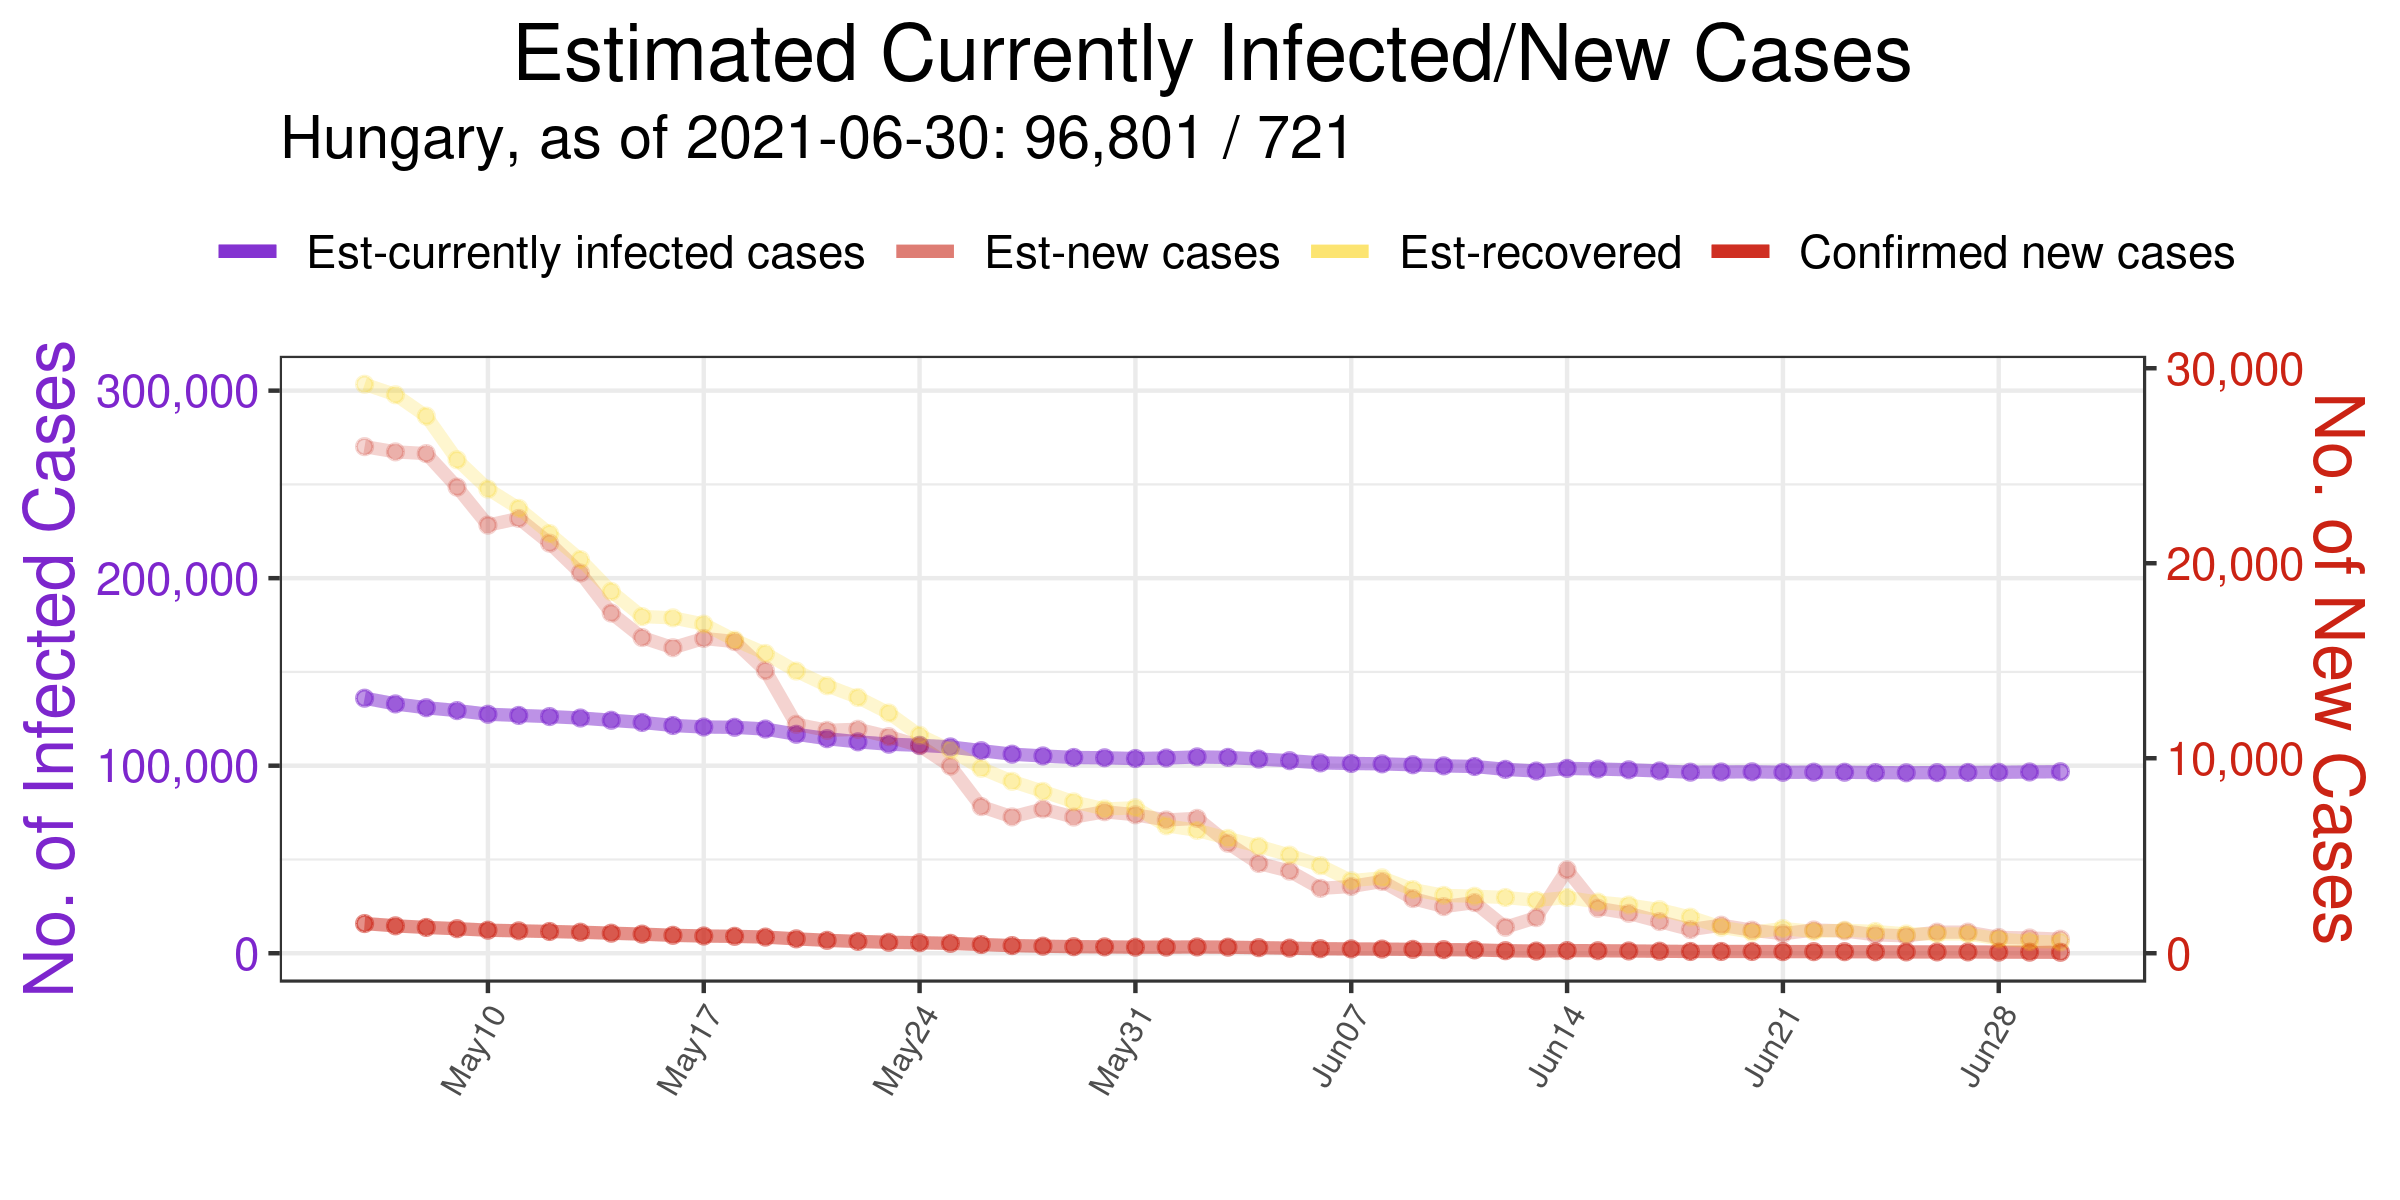 Estimated Currently Infected/New Cases
Hungary, as of 2021-06-30: 96,801 / 721
Est-currently infected cases
Est-new cases
Est-recovered
Confirmed new cases
No. of Infected Cases
300,000
200,000
100,000
0
30,000
20,000
10,000
0
No. of New Cases
May10
May17
May24
May31
Jun07
Jun14
Jun21
Jun28